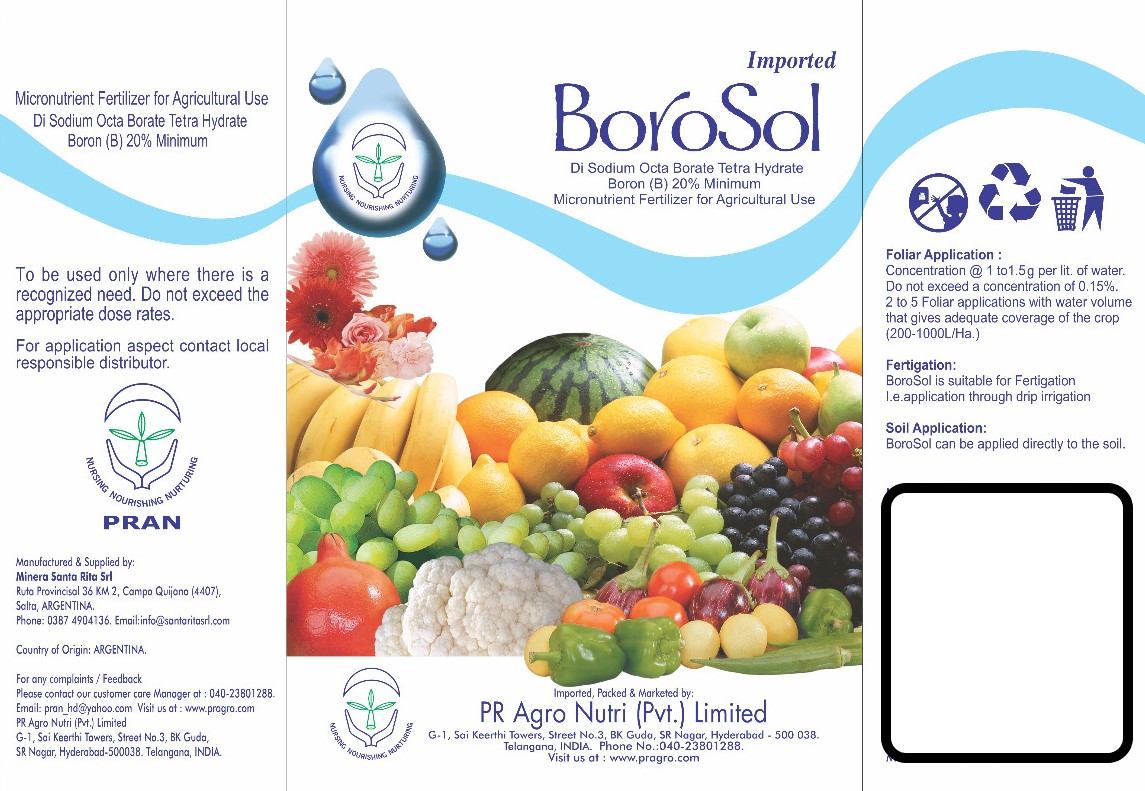 Micronutrient Fertilizer for Agricultural Use
Di Sodium Octa Borate Tetra Hydrate
Boron (B) 20% Minimum
To be used only where there is a
recognized need. Do not exceed the
appropriate dose rates.
For application aspect contact local
responsible distributor.
NURSING NOURISHING NURTURING
PRAN
Manufactured & Supplied by:
Minera Santa Rita Srl
Ruta Provincisal 36 KM 2, Campo Quijano (4407),
Salta, ARGENTINA.
Phone: 0387 4904136. Email:info@santaritasrl.com
Country of Origin: ARGENTINA.
For any complaints / Feedback
Please contact our customer care Manager at : 040-23801288.
Email: pran_hd@yahoo.com Visit us at : www.pragro.com
PR Agro Nutri (Pvt.) Limited
G-1, Sai Keerthi Towers, Street No.3, BK Guda,
SR Nagar, Hyderabad-500038. Telangana, INDIA.
Imported
BoroSol
Di Sodium Octa Borate Tetra Hydrate
Boron (B) 20% Minimum
Micronutrient Fertilizer for Agricultural Use
NURSING NOURISHING NURTURING
NURSING NOURISHING NURTURING
Imported, Packed & Marketed by:
PR Agro Nutri (Pvt.) Limited
G-1, Sai Keerthi Towers, Street No.3, BK Guda, SR Nagar, Hyderabad - 500 038.
Telangana, INDIA. Phone No.:040-23801288.
Visit us at : www.pragro.com
Foliar Application :
Concentration @ 1 to1.5g per lit. of water.
Do not exceed a concentration of 0.15%.
2 to 5 Foliar applications with water volume
that gives adequate coverage of the crop
(200-1000L/Ha.)
Fertigation:
BoroSol is suitable for Fertigation
I.e.application through drip irrigation
Soil Application:
BoroSol can be applied directly to the soil.